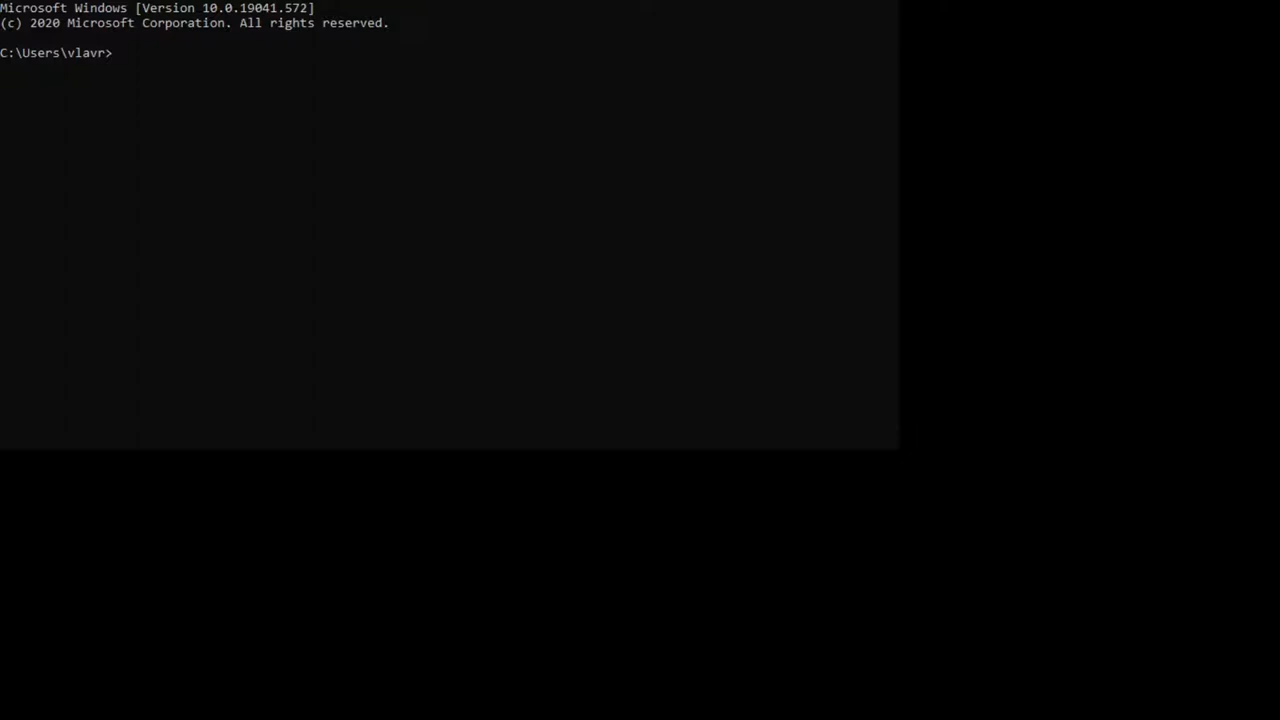 Microsoft Windows [Version 10.0.19041.572]
(c) 2020 Microsoft Corporation. All rights reserved.
C:\Users\vlavr>